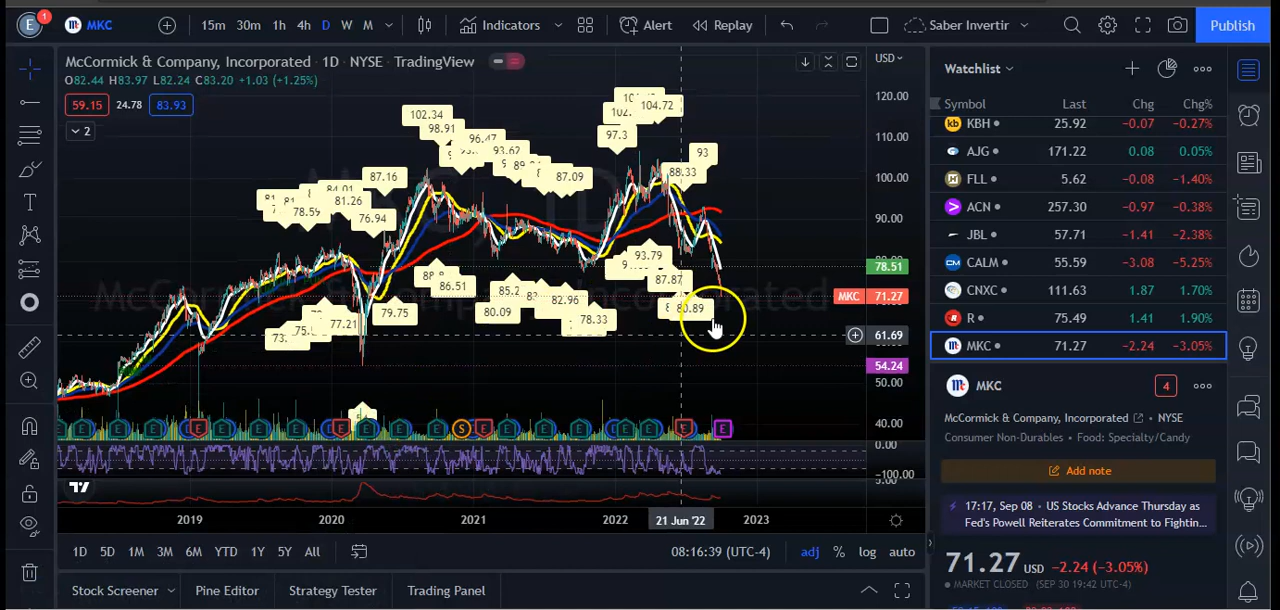 E 1 MKC 15m 30m 1h 4h D W M Indicators Alert Replay Saber Invertir Publish
McCormick & Company, Incorporated · 1D · NYSE · TradingView
O82.44 H83.97 L82.24 C83.20 +1.03 (+1.25%)
59.15 24.78 83.93
2
USD
120.00
110.00
100.00
90.00
78.51
MKC 71.27
61.69
54.24
50.00
40.00
0.00
-100.00
104.72
102.34
98.91
96.47
93.62
97.3
93
88.33
87.16
87.09
84.01
81.26
78.59
76.94
93.79
87.87
80.89
86.51
85.2
82.96
80.09
78.33
79.75
77.21
2019 2020 2021 2022 21 Jun '22 2023
1D 5D 1M 3M 6M YTD 1Y 5Y All 08:16:39 (UTC-4) adj % log auto
Stock Screener Pine Editor Strategy Tester Trading Panel
Watchlist
Symbol Last Chg Chg%
KBH 25.92 −0.07 −0.27%
AJG 171.22 0.08 0.05%
FLL 5.62 −0.08 −1.40%
ACN 257.30 −0.97 −0.38%
JBL 57.71 −1.41 −2.38%
CALM 55.59 −3.08 −5.25%
CNXC 111.63 1.87 1.70%
R 75.49 1.41 1.90%
MKC 71.27 −2.24 −3.05%
MKC 4
McCormick & Company, Incorporated · NYSE
Consumer Non-Durables · Food: Specialty/Candy
Add note
17:17, Sep 08 · US Stocks Advance Thursday as
Fed's Powell Reiterates Commitment to Fightin...
71.27 USD −2.24 (−3.05%)
MARKET CLOSED (SEP 30 19:42 UTC-4)